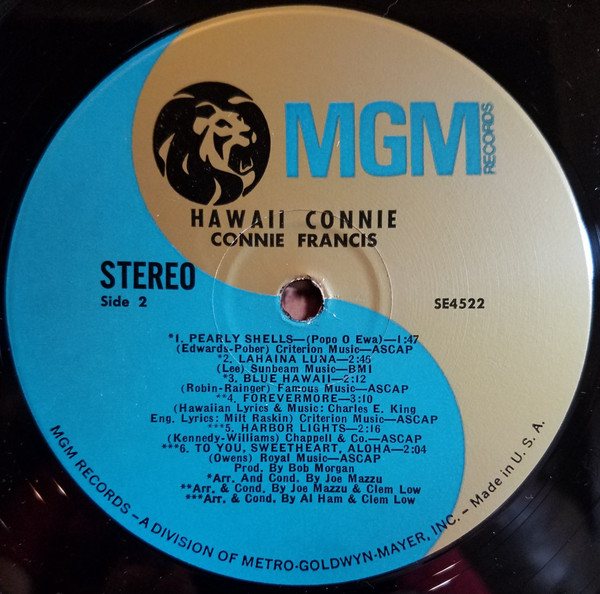 MGM RECORDS
HAWAII CONNIE
CONNIE FRANCIS
STEREO
Side 2
SE4522
*1. PEARLY SHELLS—(Popo O Ewa)—1:47
(Edwards-Pober) Criterion Music—ASCAP
*2. LAHAINA LUNA—2:46
(Lee) Sunbeam Music—BMI
*3. BLUE HAWAII—2:12
(Robin-Rainger) Famous Music—ASCAP
**4. FOREVERMORE—3:10
(Hawaiian Lyrics & Music: Charles E. King
Eng. Lyrics: Milt Raskin) Criterion Music—ASCAP
***5. HARBOR LIGHTS—2:16
(Kennedy-Williams) Chappell & Co.—ASCAP
***6. TO YOU, SWEETHEART, ALOHA—2:04
(Owens) Royal Music—ASCAP
Prod. By Bob Morgan
*Arr. And Cond. By Joe Mazzu
**Arr. & Cond. By Joe Mazzu & Clem Low
***Arr. & Cond. By Al Ham & Clem Low
MGM RECORDS—A DIVISION OF METRO-GOLDWYN-MAYER, INC.—Made in U. S. A.